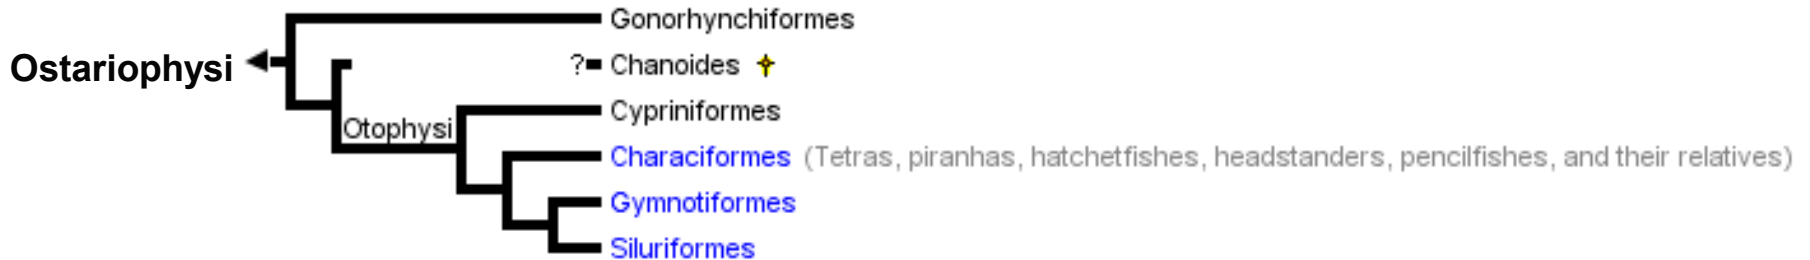 Gonorhynchiformes
Ostariophysi
? Chanoides †
Cypriniformes
Otophysi
Characiformes (Tetras, piranhas, hatchetfishes, headstanders, pencilfishes, and their relatives)
Gymnotiformes
Siluriformes